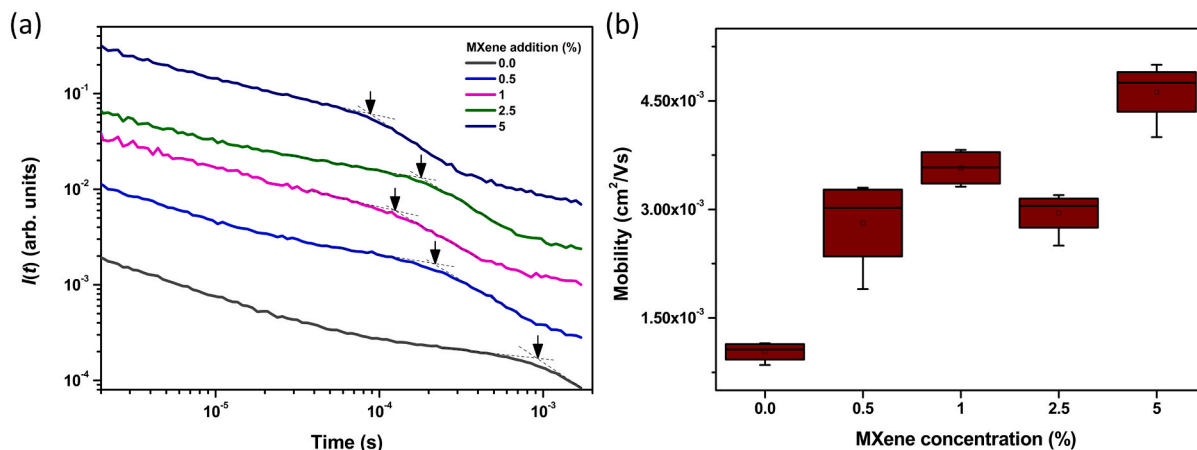 (a)
MXene addition (%)
0.0
0.5
1
2.5
5
10⁻¹
10⁻²
10⁻³
10⁻⁴
I(t) (arb. units)
10⁻⁵
10⁻⁴
10⁻³
Time (s)
(b)
4.50x10⁻³
3.00x10⁻³
1.50x10⁻³
Mobility (cm²/Vs)
0.0
0.5
1
2.5
5
MXene concentration (%)